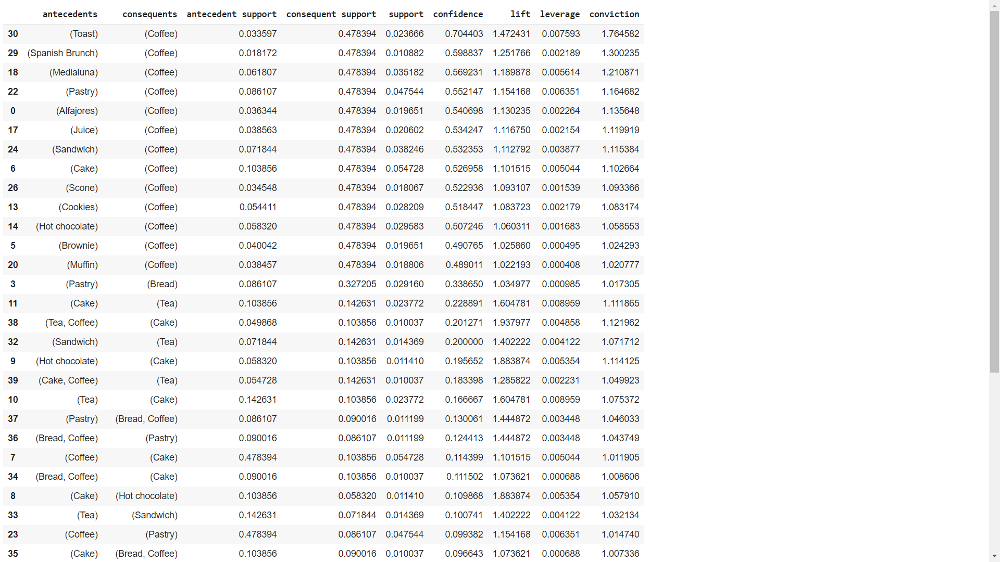 antecedents consequents antecedent support consequent support support confidence lift leverage conviction
30 (Toast) (Coffee) 0.033597 0.478394 0.023666 0.704403 1.472431 0.007593 1.764582
29 (Spanish Brunch) (Coffee) 0.018172 0.478394 0.010882 0.598837 1.251766 0.002189 1.300235
18 (Medialuna) (Coffee) 0.061807 0.478394 0.035182 0.569231 1.189878 0.005614 1.210871
22 (Pastry) (Coffee) 0.086107 0.478394 0.047544 0.552147 1.154168 0.006351 1.164682
0 (Alfajores) (Coffee) 0.036344 0.478394 0.019651 0.540698 1.130235 0.002264 1.135648
17 (Juice) (Coffee) 0.038563 0.478394 0.020602 0.534247 1.116750 0.002154 1.119919
24 (Sandwich) (Coffee) 0.071844 0.478394 0.038246 0.532353 1.112792 0.003877 1.115384
6 (Cake) (Coffee) 0.103856 0.478394 0.054728 0.526958 1.101515 0.005044 1.102664
26 (Scone) (Coffee) 0.034548 0.478394 0.018067 0.522936 1.093107 0.001539 1.093366
13 (Cookies) (Coffee) 0.054411 0.478394 0.028209 0.518447 1.083723 0.002179 1.083174
14 (Hot chocolate) (Coffee) 0.058320 0.478394 0.029583 0.507246 1.060311 0.001683 1.058553
5 (Brownie) (Coffee) 0.040042 0.478394 0.019651 0.490765 1.025860 0.000495 1.024293
20 (Muffin) (Coffee) 0.038457 0.478394 0.018806 0.489011 1.022193 0.000408 1.020777
3 (Pastry) (Bread) 0.086107 0.327205 0.029160 0.338650 1.034977 0.000985 1.017305
11 (Cake) (Tea) 0.103856 0.142631 0.023772 0.228891 1.604781 0.008959 1.111865
38 (Tea, Coffee) (Cake) 0.049868 0.103856 0.010037 0.201271 1.937977 0.004858 1.121962
32 (Sandwich) (Tea) 0.071844 0.142631 0.014369 0.200000 1.402222 0.004122 1.071712
9 (Hot chocolate) (Cake) 0.058320 0.103856 0.011410 0.195652 1.883874 0.005354 1.114125
39 (Cake, Coffee) (Tea) 0.054728 0.142631 0.010037 0.183398 1.285822 0.002231 1.049923
10 (Tea) (Cake) 0.142631 0.103856 0.023772 0.166667 1.604781 0.008959 1.075372
37 (Pastry) (Bread, Coffee) 0.086107 0.090016 0.011199 0.130061 1.444872 0.003448 1.046033
36 (Bread, Coffee) (Pastry) 0.090016 0.086107 0.011199 0.124413 1.444872 0.003448 1.043749
7 (Coffee) (Cake) 0.478394 0.103856 0.054728 0.114399 1.101515 0.005044 1.011905
34 (Bread, Coffee) (Cake) 0.090016 0.103856 0.010037 0.111502 1.073621 0.000688 1.008606
8 (Cake) (Hot chocolate) 0.103856 0.058320 0.011410 0.109868 1.883874 0.005354 1.057910
33 (Tea) (Sandwich) 0.142631 0.071844 0.014369 0.100741 1.402222 0.004122 1.032134
23 (Coffee) (Pastry) 0.478394 0.086107 0.047544 0.099382 1.154168 0.006351 1.014740
35 (Cake) (Bread, Coffee) 0.103856 0.090016 0.010037 0.096643 1.073621 0.000688 1.007336